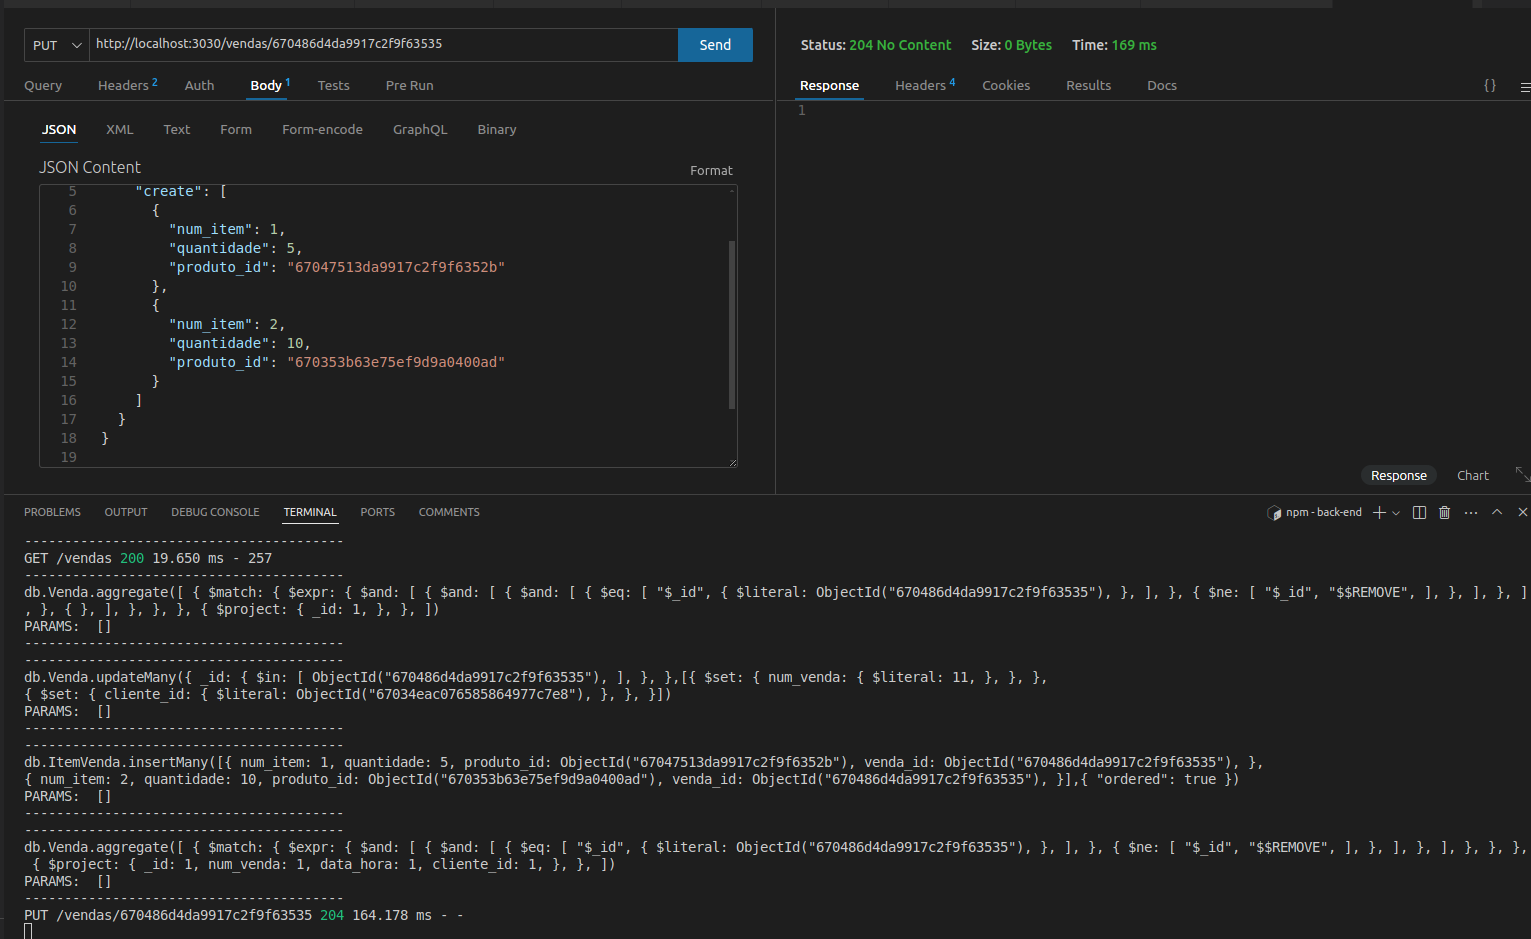 PUT http://localhost:3030/vendas/670486d4da9917c2f9f63535 Send
Query Headers 2 Auth Body 1 Tests Pre Run
JSON XML Text Form Form-encode GraphQL Binary
JSON Content Format
5 "create": [
6 {
7 "num_item": 1,
8 "quantidade": 5,
9 "produto_id": "67047513da9917c2f9f6352b"
10 },
11 {
12 "num_item": 2,
13 "quantidade": 10,
14 "produto_id": "670353b63e75ef9d9a0400ad"
15 }
16 ]
17 }
18 }
19
Status: 204 No Content Size: 0 Bytes Time: 169 ms
Response Headers 4 Cookies Results Docs { }
1
Response Chart
PROBLEMS OUTPUT DEBUG CONSOLE TERMINAL PORTS COMMENTS npm - back-end
----------------------------------------
GET /vendas 200 19.650 ms - 257
----------------------------------------
db.Venda.aggregate([ { $match: { $expr: { $and: [ { $and: [ { $and: [ { $eq: [ "$_id", { $literal: ObjectId("670486d4da9917c2f9f63535"), }, ], }, { $ne: [ "$_id", "$$REMOVE", ], }, ], }, ]
, }, { }, ], }, }, }, { $project: { _id: 1, }, }, ])
PARAMS: []
----------------------------------------
----------------------------------------
db.Venda.updateMany({ _id: { $in: [ ObjectId("670486d4da9917c2f9f63535"), ], }, },[{ $set: { num_venda: { $literal: 11, }, }, },
{ $set: { cliente_id: { $literal: ObjectId("67034eac076585864977c7e8"), }, }, }])
PARAMS: []
----------------------------------------
----------------------------------------
db.ItemVenda.insertMany([{ num_item: 1, quantidade: 5, produto_id: ObjectId("67047513da9917c2f9f6352b"), venda_id: ObjectId("670486d4da9917c2f9f63535"), },
{ num_item: 2, quantidade: 10, produto_id: ObjectId("670353b63e75ef9d9a0400ad"), venda_id: ObjectId("670486d4da9917c2f9f63535"), }],{ "ordered": true })
PARAMS: []
----------------------------------------
----------------------------------------
db.Venda.aggregate([ { $match: { $expr: { $and: [ { $and: [ { $eq: [ "$_id", { $literal: ObjectId("670486d4da9917c2f9f63535"), }, ], }, { $ne: [ "$_id", "$$REMOVE", ], }, ], }, ], }, }, },
{ $project: { _id: 1, num_venda: 1, data_hora: 1, cliente_id: 1, }, }, ])
PARAMS: []
----------------------------------------
PUT /vendas/670486d4da9917c2f9f63535 204 164.178 ms - -